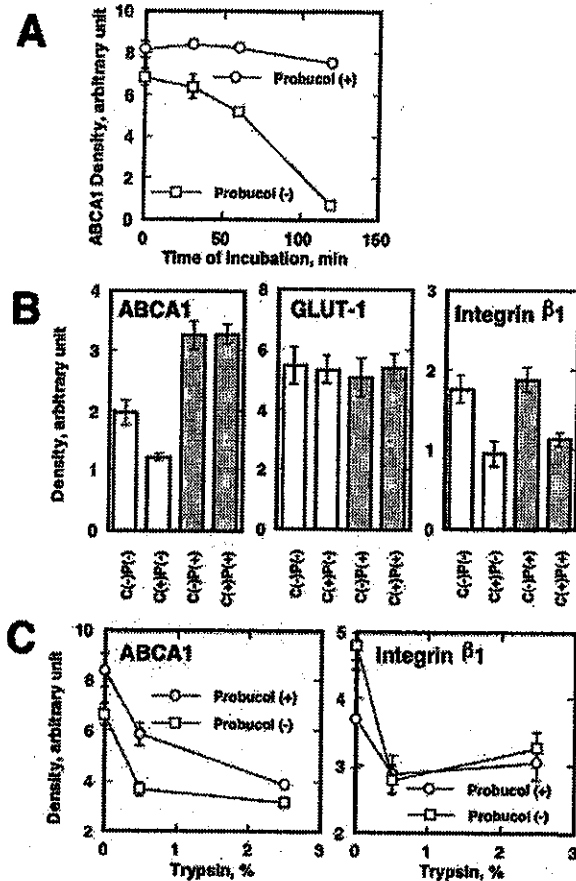 A
ABCA1 Density, arbitrary unit
10
8
6
4
2
0
Probucol (+)
Probucol (-)
0
50
100
150
Time of Incubation, min
B
Density, arbitrary unit
ABCA1
4
3
2
1
0
C(-)P(-)
C(+)P(-)
C(-)P(+)
C(+)P(+)
GLUT-1
8
6
4
2
0
C(-)P(-)
C(+)P(-)
C(-)P(+)
C(+)P(+)
Integrin β1
3
2
1
0
C(-)P(-)
C(+)P(-)
C(-)P(+)
C(+)P(+)
C
Density, arbitrary unit
ABCA1
10
8
6
4
2
Probucol (+)
Probucol (-)
0
1
2
3
Trypsin, %
Integrin β1
5
4
3
2
Probucol (+)
Probucol (-)
0
1
2
3
Trypsin, %